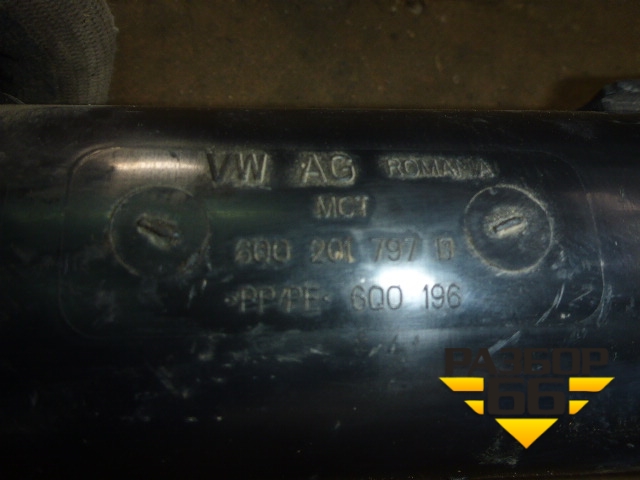 VW AG ROMANIA
MCT
6Q0 201 797 D
>PP/PE< 6Q0 196
РАЗБОР
66